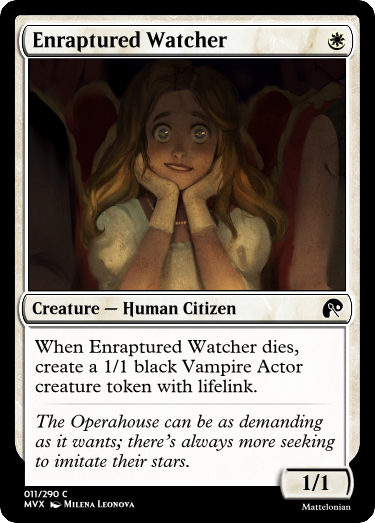 Enraptured Watcher
Creature — Human Citizen
When Enraptured Watcher dies,
create a 1/1 black Vampire Actor
creature token with lifelink.
The Operahouse can be as demanding
as it wants; there's always more seeking
to imitate their stars.
1/1
011/290 C
MVX Milena Leonova
Mattelonian